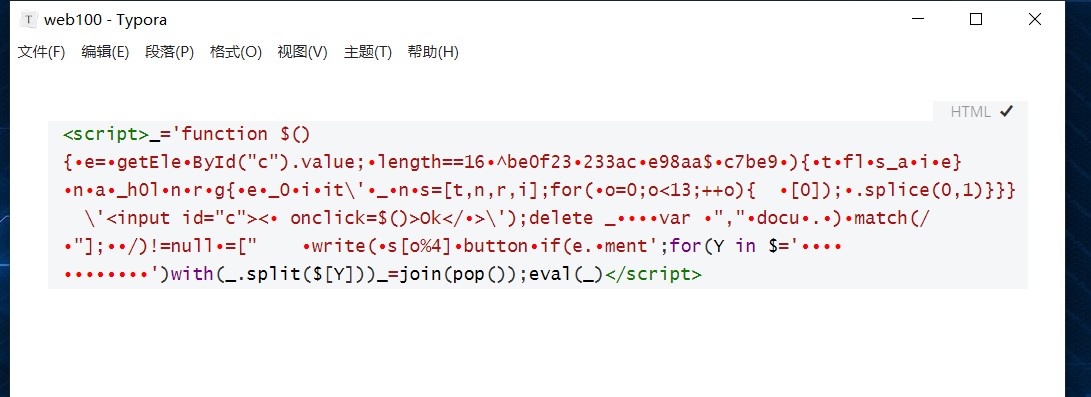 web100 - Typora
文件(F) 编辑(E) 段落(P) 格式(O) 视图(V) 主题(T) 帮助(H)
HTML
<script>_='function $()
{•e=•getEle•ById("c").value;•length==16•^be0f23•233ac•e98aa$•c7be9•){•t•fl•s_a•i•e}
•n•a•_h0l•n•r•g{•e•_0•i•it\'•_•n•s=[t,n,r,i];for(•o=0;o<13;++o){  •[0]);•.splice(0,1)}}}
\'<input id="c"><• onclick=$()>Ok</•>\');delete _••••var •","•docu•.•)•match(/
•"];••/)!=null•=["    •write(•s[o%4]•button•if(e.•ment';for(Y in $='••••
•••••••••')with(_.split($[Y]))_=join(pop());eval(_)</script>